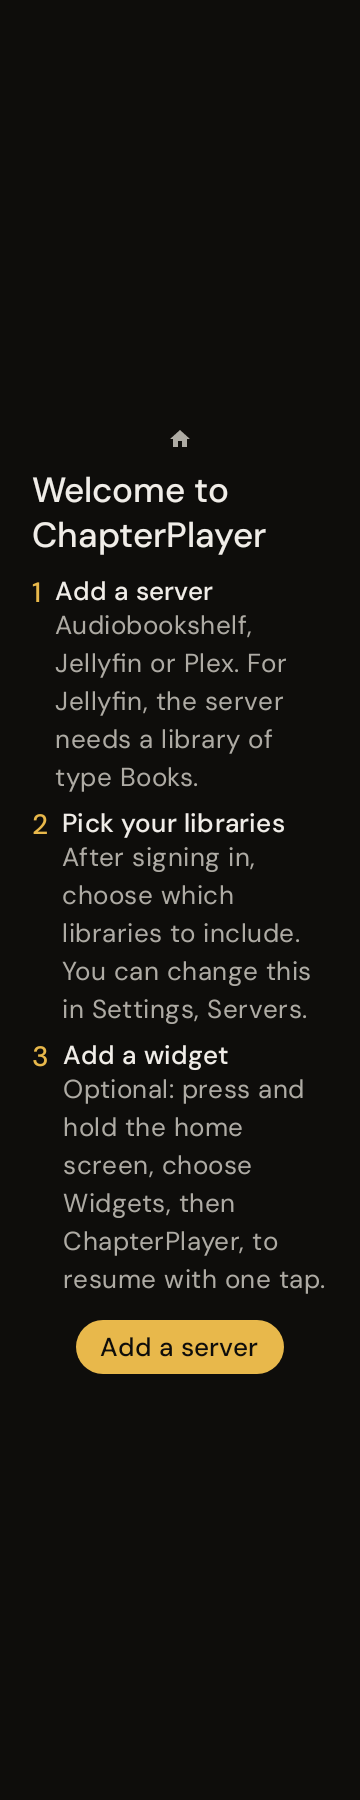 Welcome to
ChapterPlayer
1 Add a server
Audiobookshelf,
Jellyfin or Plex. For
Jellyfin, the server
needs a library of
type Books.
2 Pick your libraries
After signing in,
choose which
libraries to include.
You can change this
in Settings, Servers.
3 Add a widget
Optional: press and
hold the home
screen, choose
Widgets, then
ChapterPlayer, to
resume with one tap.
Add a server